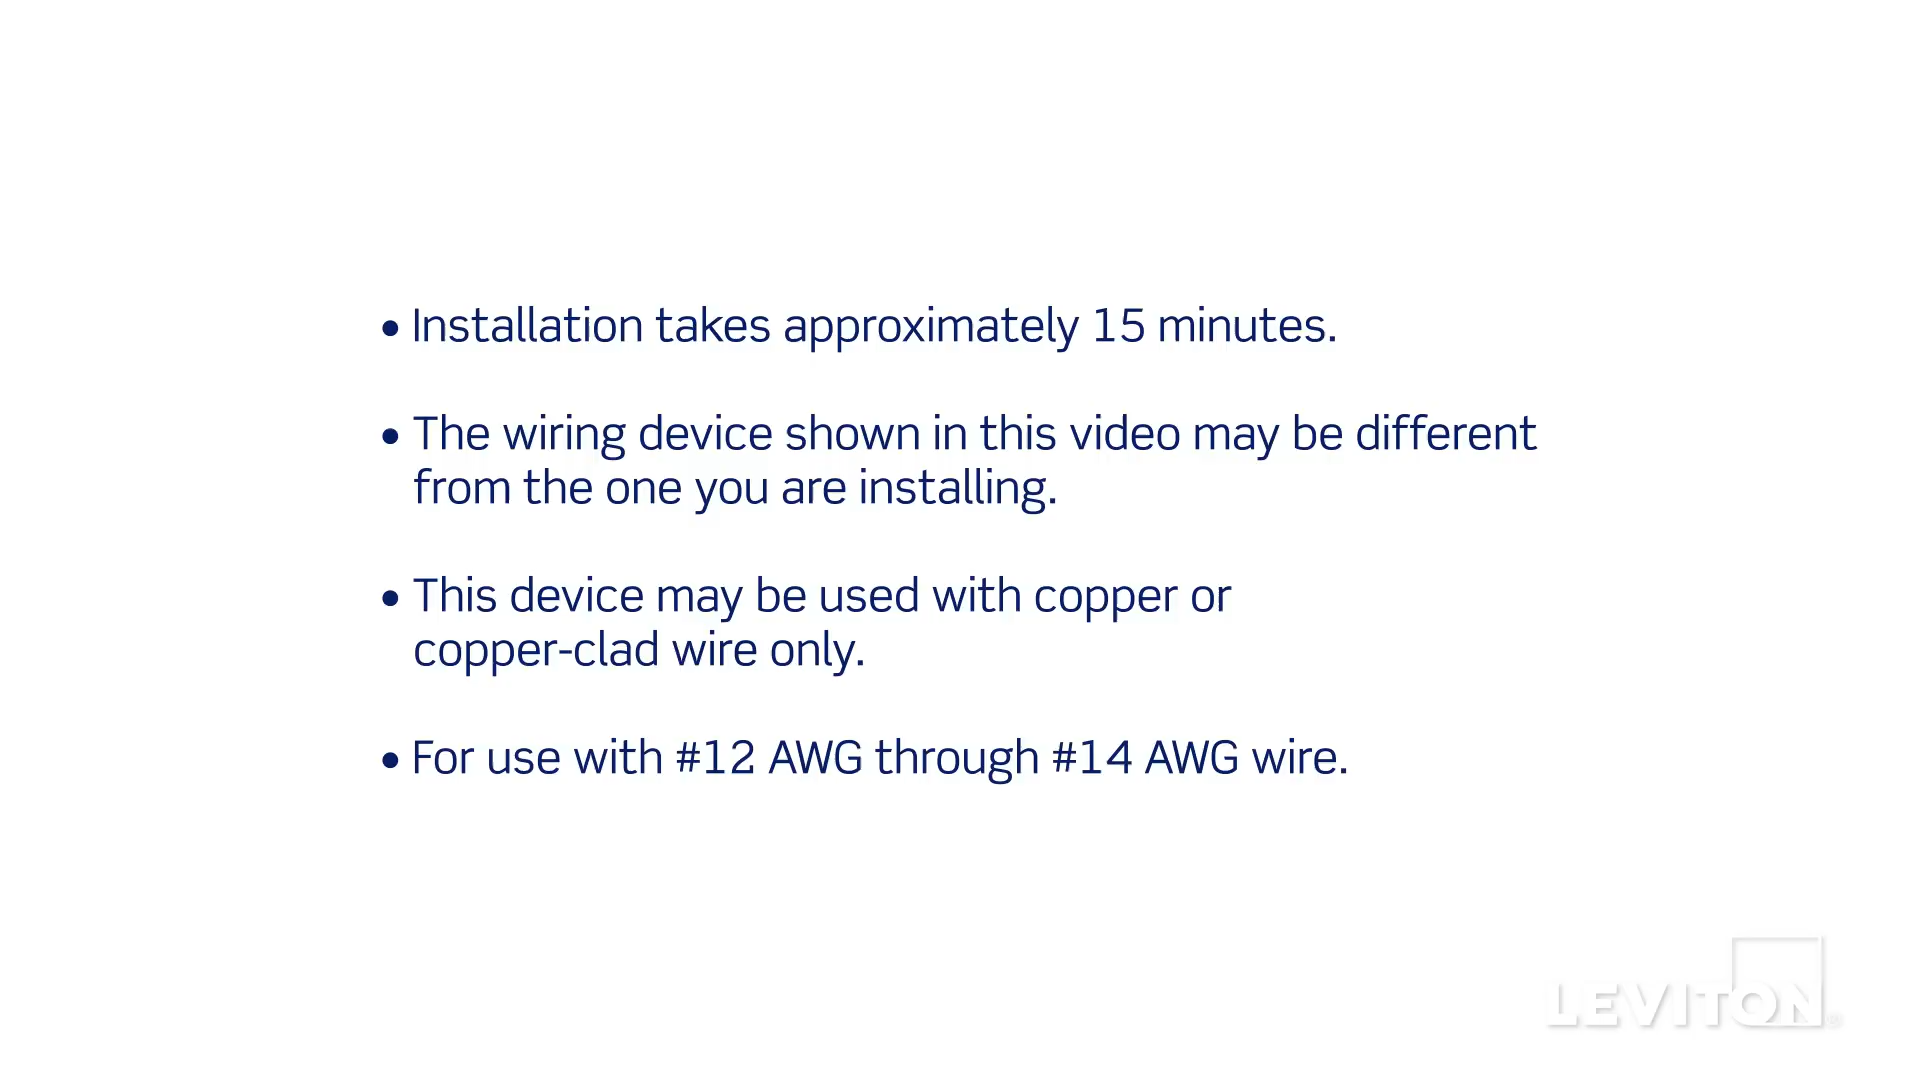 • Installation takes approximately 15 minutes.
• The wiring device shown in this video may be different
from the one you are installing.
• This device may be used with copper or
copper-clad wire only.
• For use with #12 AWG through #14 AWG wire.
LEVITON®